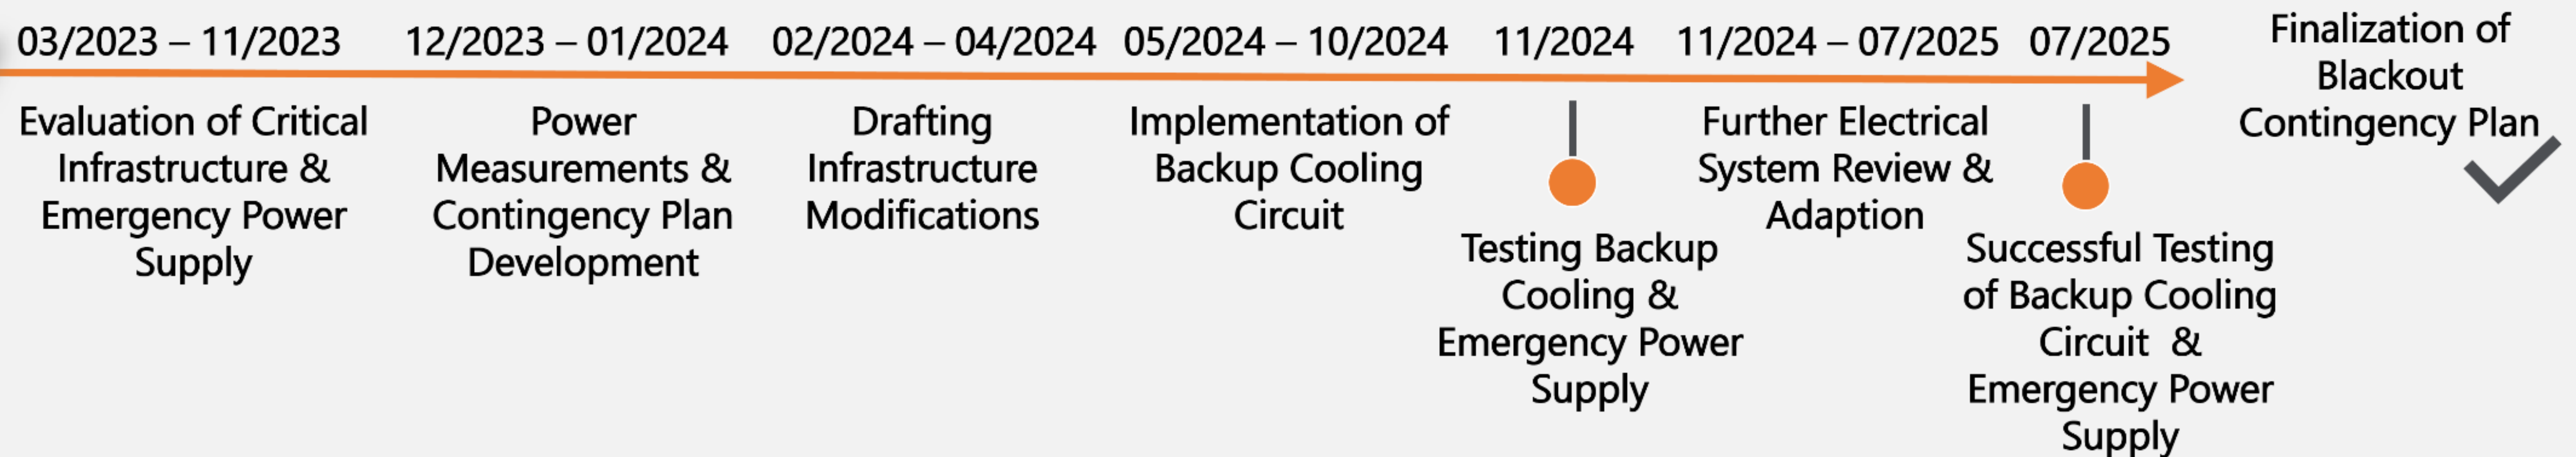 03/2023 – 11/2023
Evaluation of Critical
Infrastructure &
Emergency Power
Supply
12/2023 – 01/2024
Power
Measurements &
Contingency Plan
Development
02/2024 – 04/2024
Drafting
Infrastructure
Modifications
05/2024 – 10/2024
Implementation of
Backup Cooling
Circuit
11/2024
Testing Backup
Cooling &
Emergency Power
Supply
11/2024 – 07/2025
Further Electrical
System Review &
Adaption
07/2025
Successful Testing
of Backup Cooling
Circuit &
Emergency Power
Supply
Finalization of
Blackout
Contingency Plan